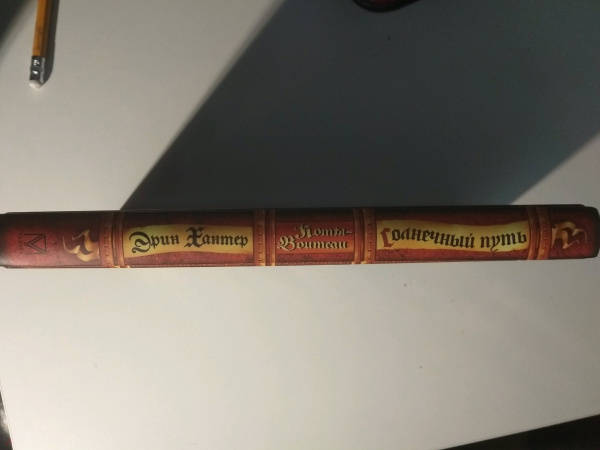 Эрин Хантер
Коты-
Воители
Солнечный путь